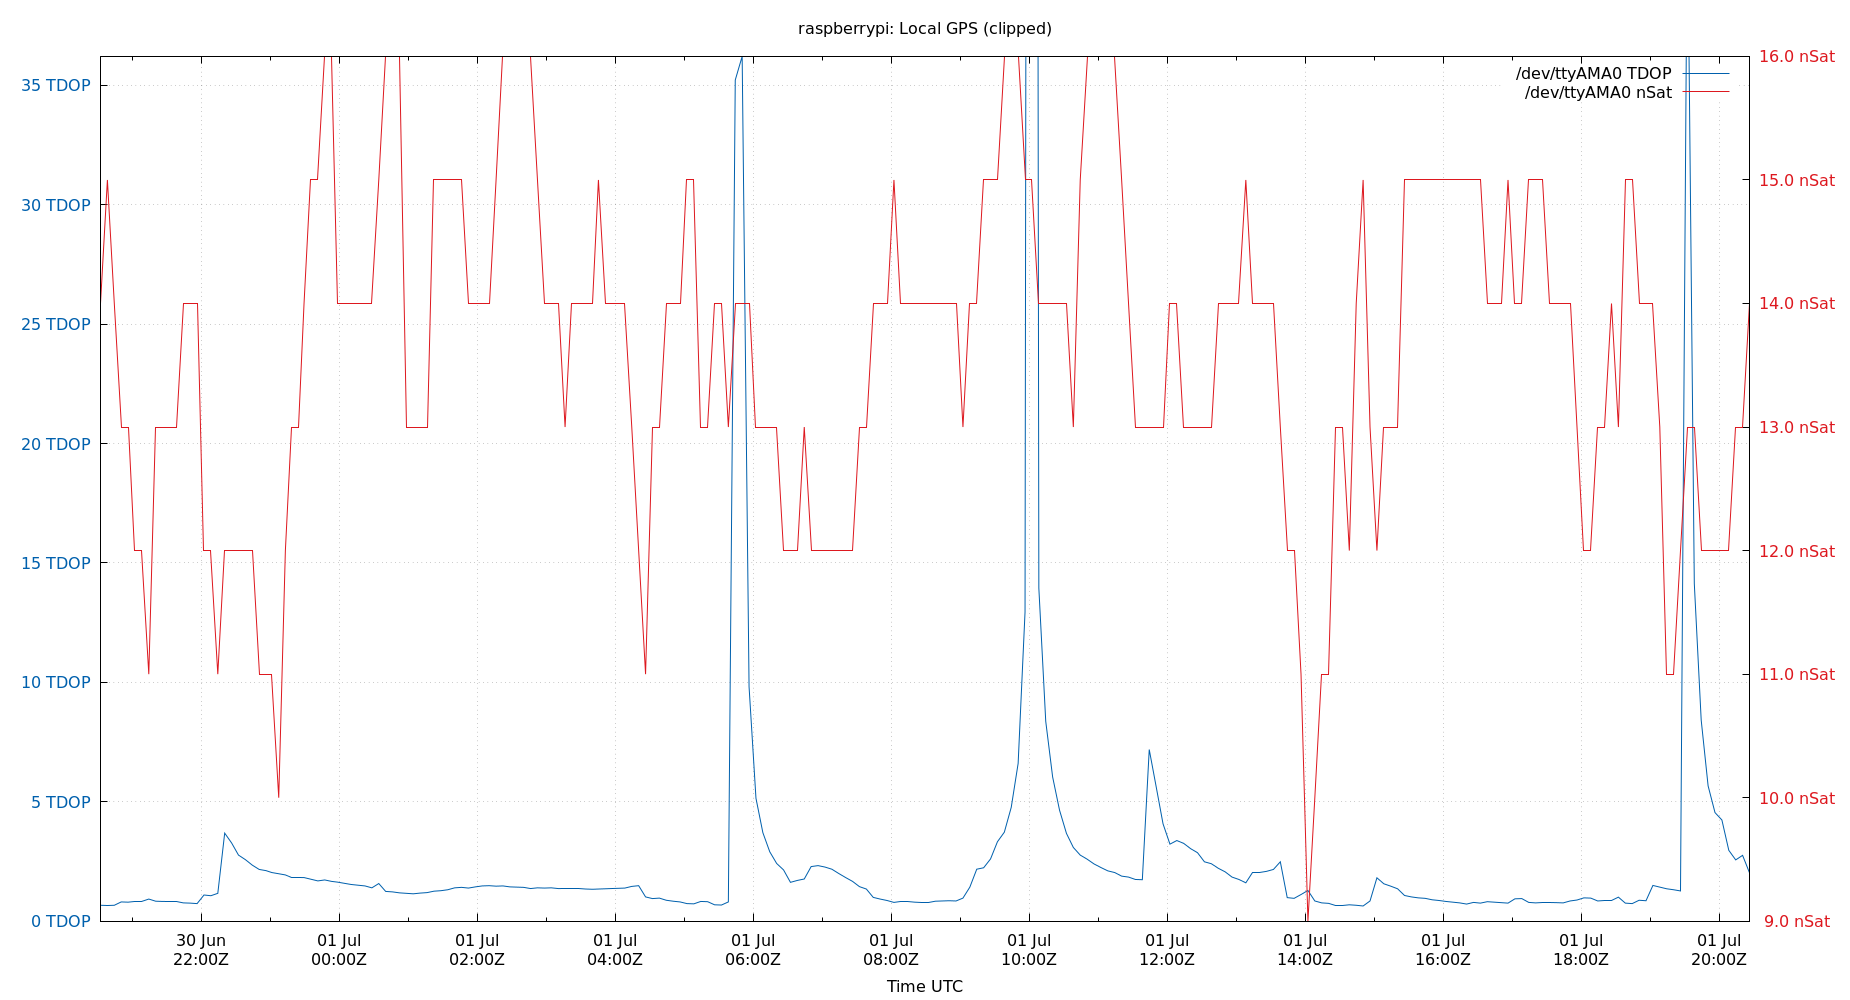 raspberrypi: Local GPS (clipped)
/dev/ttyAMA0 TDOP
/dev/ttyAMA0 nSat
35 TDOP
30 TDOP
25 TDOP
20 TDOP
15 TDOP
10 TDOP
5 TDOP
0 TDOP
16.0 nSat
15.0 nSat
14.0 nSat
13.0 nSat
12.0 nSat
11.0 nSat
10.0 nSat
9.0 nSat
30 Jun
22:00Z
01 Jul
00:00Z
01 Jul
02:00Z
01 Jul
04:00Z
01 Jul
06:00Z
01 Jul
08:00Z
01 Jul
10:00Z
01 Jul
12:00Z
01 Jul
14:00Z
01 Jul
16:00Z
01 Jul
18:00Z
01 Jul
20:00Z
Time UTC